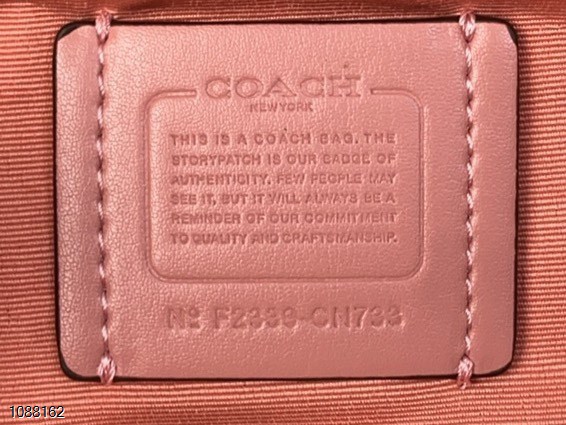 COACH
NEW YORK
THIS IS A COACH BAG. THE
STORYPATCH IS OUR BADGE OF
AUTHENTICITY. FEW PEOPLE MAY
SEE IT, BUT IT WILL ALWAYS BE A
REMINDER OF OUR COMMITMENT
TO QUALITY AND CRAFTSMANSHIP.
Nº F2338-CN733
1088162